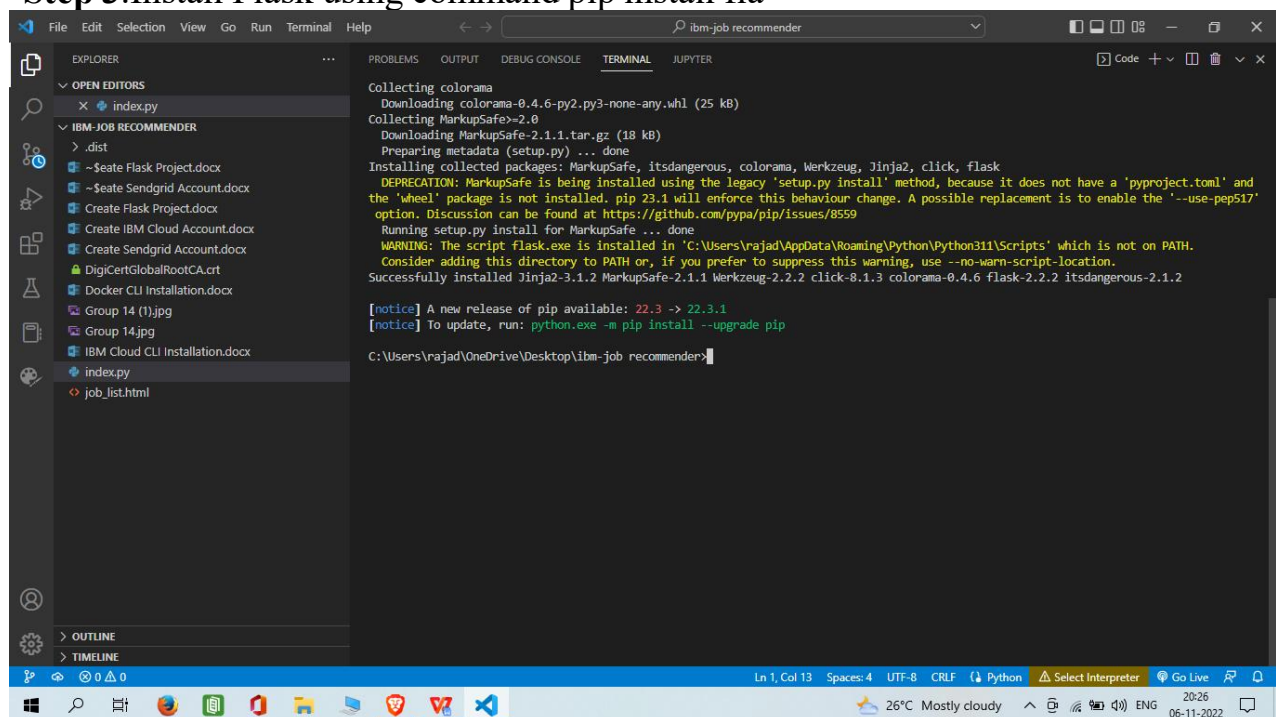 Step 3:Install Flask using command pip install fla
File Edit Selection View Go Run Terminal Help
ibm-job recommender
EXPLORER
OPEN EDITORS
index.py
IBM-JOB RECOMMENDER
.dist
~$eate Flask Project.docx
~$eate Sendgrid Account.docx
Create Flask Project.docx
Create IBM Cloud Account.docx
Create Sendgrid Account.docx
DigiCertGlobalRootCA.crt
Docker CLI Installation.docx
Group 14 (1).jpg
Group 14.jpg
IBM Cloud CLI Installation.docx
index.py
job_list.html
OUTLINE
TIMELINE
PROBLEMS OUTPUT DEBUG CONSOLE TERMINAL JUPYTER
Code
Collecting colorama
Downloading colorama-0.4.6-py2.py3-none-any.whl (25 kB)
Collecting MarkupSafe>=2.0
Downloading MarkupSafe-2.1.1.tar.gz (18 kB)
Preparing metadata (setup.py) ... done
Installing collected packages: MarkupSafe, itsdangerous, colorama, Werkzeug, Jinja2, click, flask
DEPRECATION: MarkupSafe is being installed using the legacy 'setup.py install' method, because it does not have a 'pyproject.toml' and
the 'wheel' package is not installed. pip 23.1 will enforce this behaviour change. A possible replacement is to enable the '--use-pep517'
option. Discussion can be found at https://github.com/pypa/pip/issues/8559
Running setup.py install for MarkupSafe ... done
WARNING: The script flask.exe is installed in 'C:\Users\rajad\AppData\Roaming\Python\Python311\Scripts' which is not on PATH.
Consider adding this directory to PATH or, if you prefer to suppress this warning, use --no-warn-script-location.
Successfully installed Jinja2-3.1.2 MarkupSafe-2.1.1 Werkzeug-2.2.2 click-8.1.3 colorama-0.4.6 flask-2.2.2 itsdangerous-2.1.2
[notice] A new release of pip available: 22.3 -> 22.3.1
[notice] To update, run: python.exe -m pip install --upgrade pip
C:\Users\rajad\OneDrive\Desktop\ibm-job recommender>
0 0 Ln 1, Col 13 Spaces: 4 UTF-8 CRLF Python Select Interpreter Go Live
26°C Mostly cloudy ENG 20:26
06-11-2022